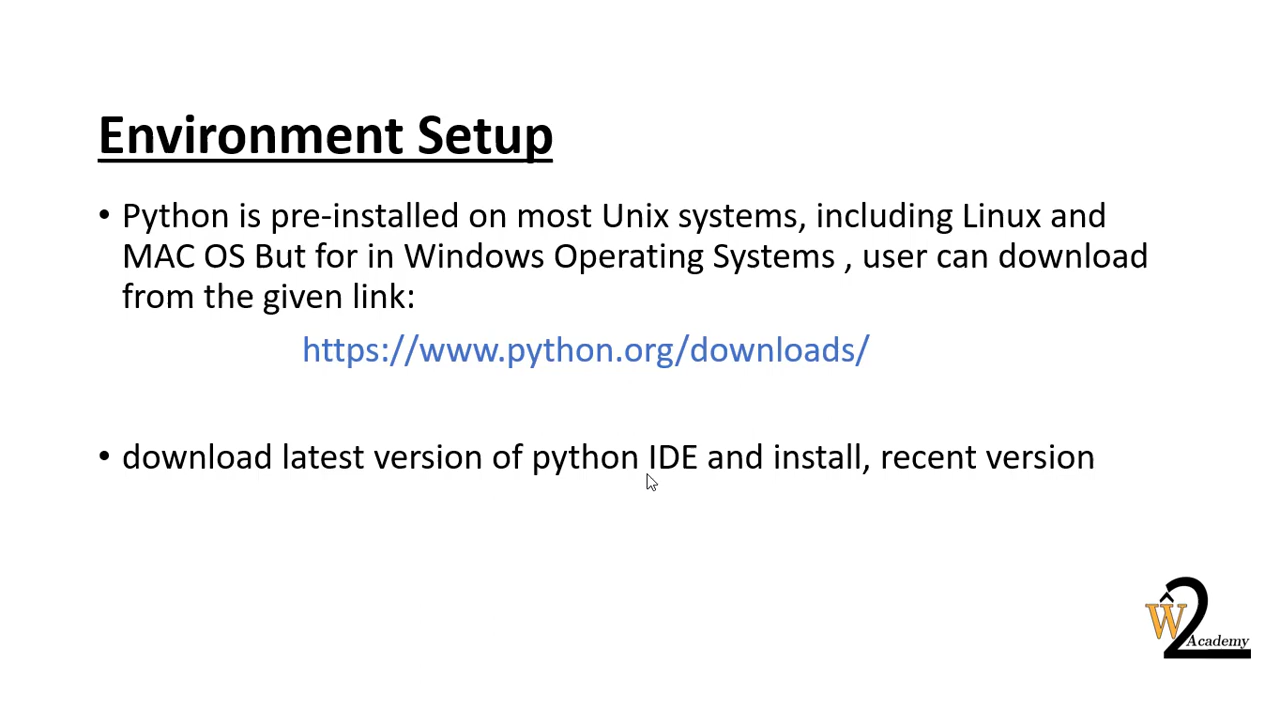 Environment Setup
• Python is pre-installed on most Unix systems, including Linux and
MAC OS But for in Windows Operating Systems , user can download
from the given link:
https://www.python.org/downloads/
• download latest version of python IDE and install, recent version
Ŵ2
Academy